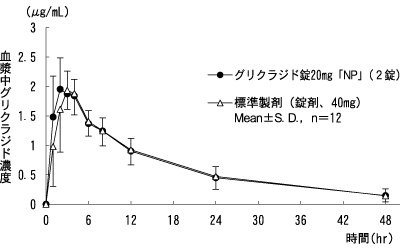 (μg/mL)
3
2.5
2
1.5
1
0.5
0
血漿中グリクラジド濃度
グリクラジド錠20mg「NP」(2錠)
標準製剤(錠剤、40mg)
Mean±S.D., n=12
0 6 12 18 24 30 36 42 48
時間(hr)